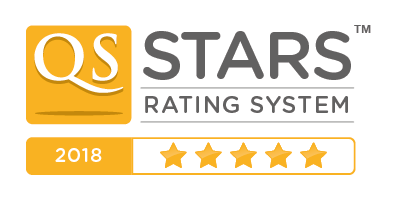 QS STARS™
RATING SYSTEM
2018